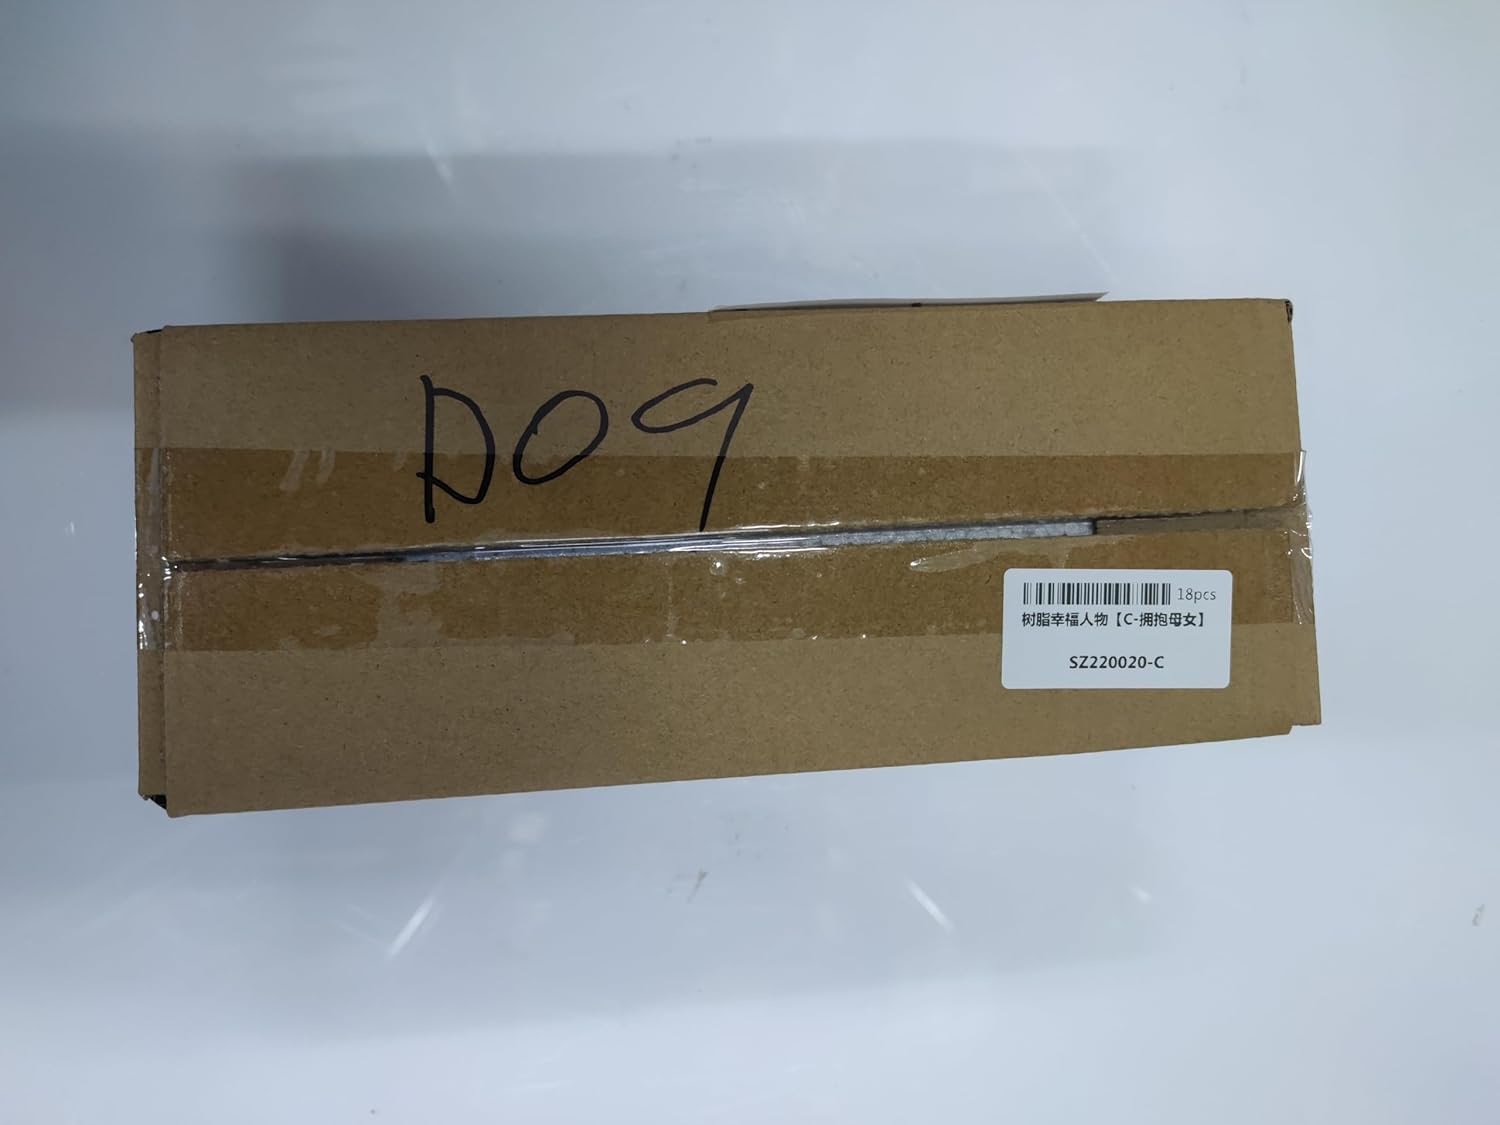 D09
18pcs
树脂幸福人物【C-拥抱母女】
SZ220020-C